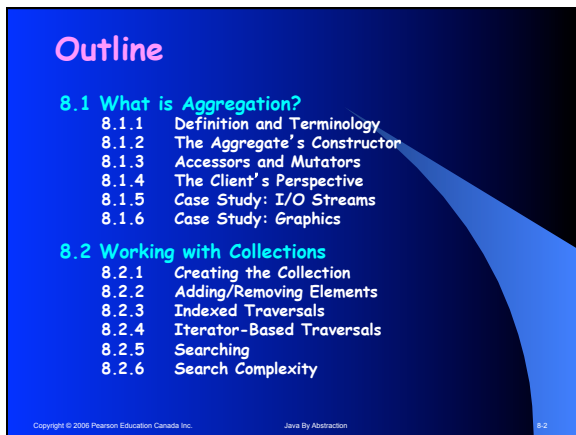 Outline
8.1 What is Aggregation?
8.1.1 Definition and Terminology
8.1.2 The Aggregate's Constructor
8.1.3 Accessors and Mutators
8.1.4 The Client's Perspective
8.1.5 Case Study: I/O Streams
8.1.6 Case Study: Graphics
8.2 Working with Collections
8.2.1 Creating the Collection
8.2.2 Adding/Removing Elements
8.2.3 Indexed Traversals
8.2.4 Iterator-Based Traversals
8.2.5 Searching
8.2.6 Search Complexity
Copyright © 2006 Pearson Education Canada Inc. Java By Abstraction 8-2